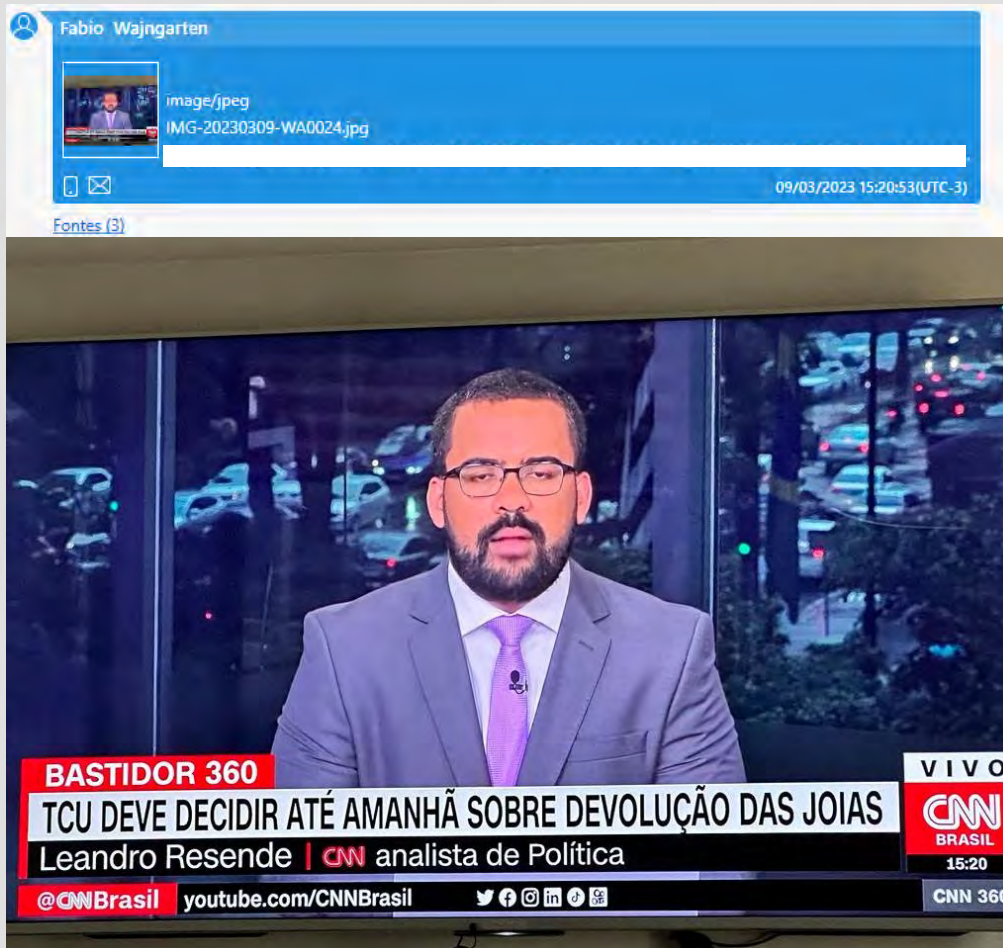 Fabio Wajngarten
image/jpeg
IMG-20230309-WA0024.jpg
09/03/2023 15:20:53(UTC-3)
Fontes (3)
BASTIDOR 360
VIVO
TCU DEVE DECIDIR ATÉ AMANHÃ SOBRE DEVOLUÇÃO DAS JOIAS
CNN
BRASIL
Leandro Resende | CNN analista de Política
15:20
@CNNBrasil youtube.com/CNNBrasil
CNN 360